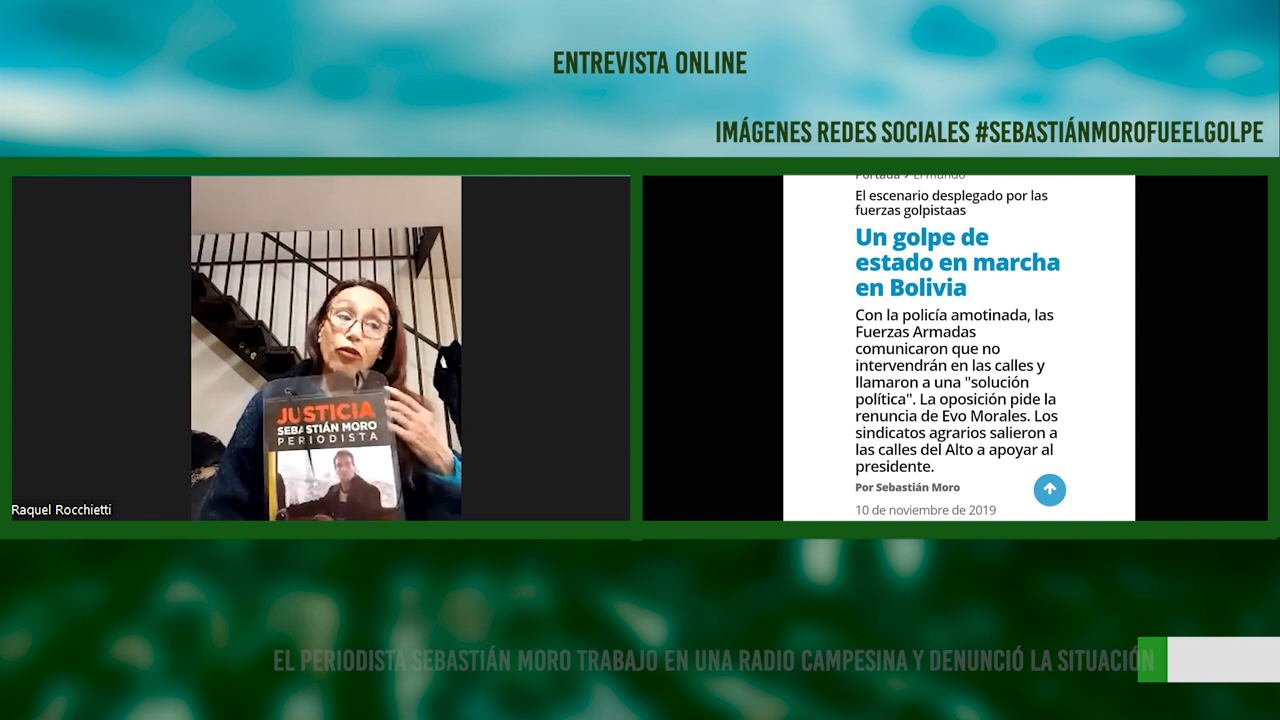 ENTREVISTA ONLINE
IMÁGENES REDES SOCIALES #SEBASTIÁNMOROFUEELGOLPE
Portada > El mundo
El escenario desplegado por las
fuerzas golpistaas
Un golpe de
estado en marcha
en Bolivia
Con la policía amotinada, las
Fuerzas Armadas
comunicaron que no
intervendrán en las calles y
llamaron a una "solución
política". La oposición pide la
renuncia de Evo Morales. Los
sindicatos agrarios salieron a
las calles del Alto a apoyar al
presidente.
Por Sebastián Moro
10 de noviembre de 2019
JUSTICIA
SEBASTIÁN MORO
PERIODISTA
Raquel Rocchietti
EL PERIODISTA SEBASTIÁN MORO TRABAJO EN UNA RADIO CAMPESINA Y DENUNCIÓ LA SITUACIÓN